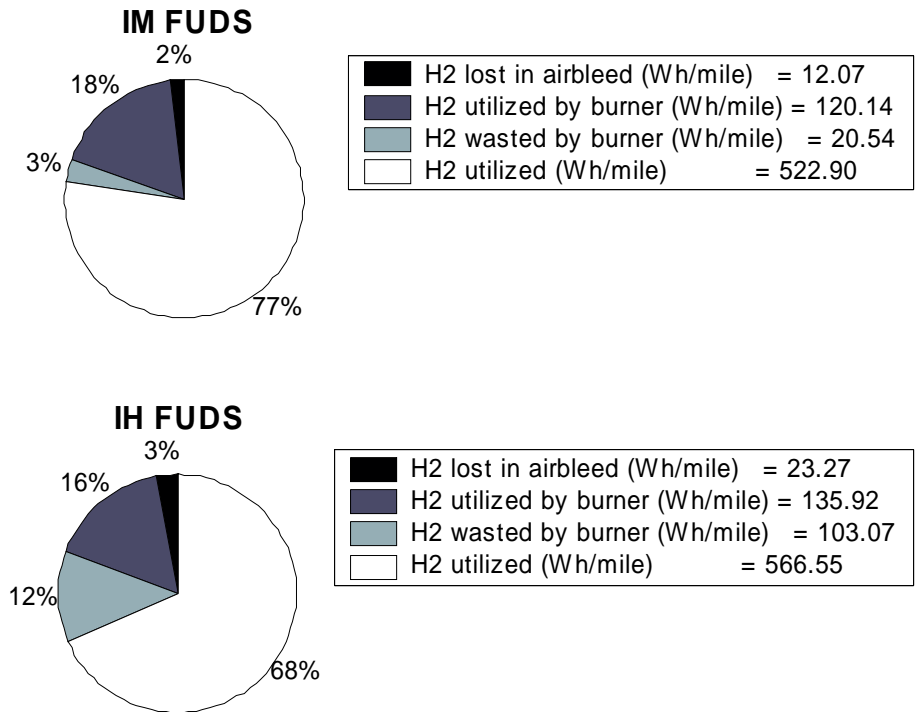 IM FUDS
2%
18%
3%
77%
H2 lost in airbleed (Wh/mile) = 12.07
H2 utilized by burner (Wh/mile) = 120.14
H2 wasted by burner (Wh/mile) = 20.54
H2 utilized (Wh/mile) = 522.90
IH FUDS
3%
16%
12%
68%
H2 lost in airbleed (Wh/mile) = 23.27
H2 utilized by burner (Wh/mile) = 135.92
H2 wasted by burner (Wh/mile) = 103.07
H2 utilized (Wh/mile) = 566.55